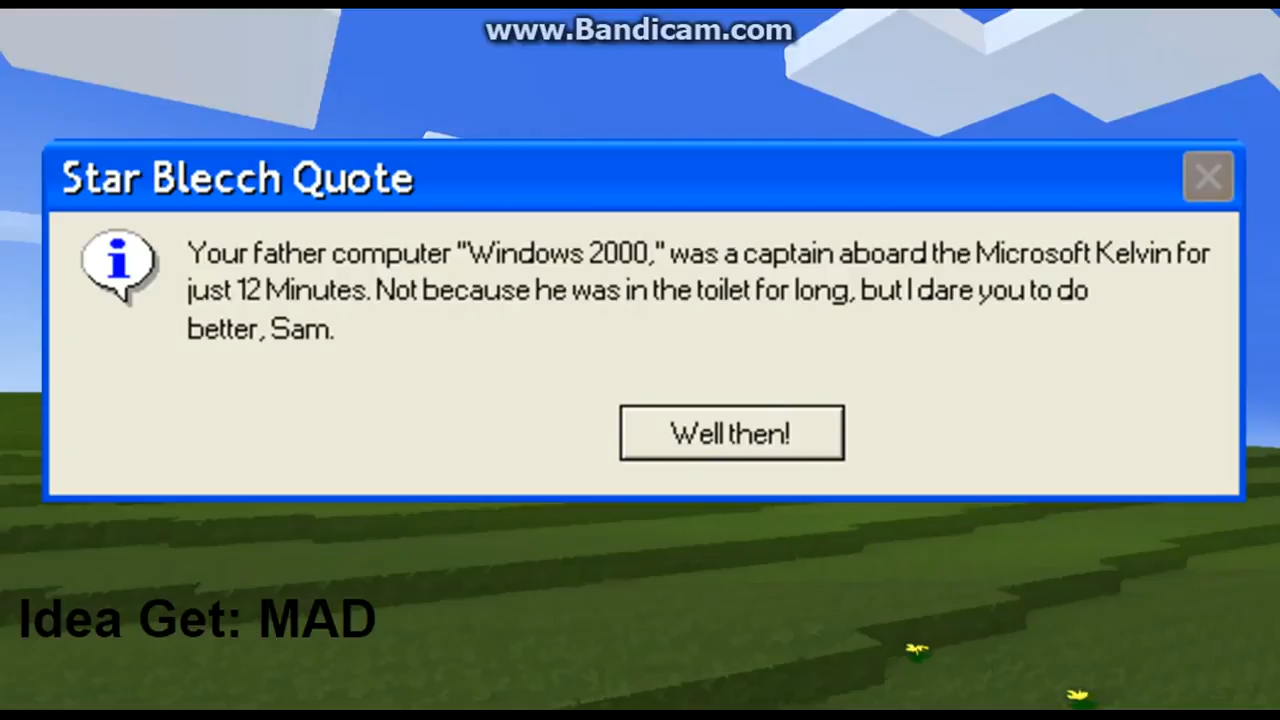 www.Bandicam.com
Star Blecch Quote
Your father computer "Windows 2000," was a captain aboard the Microsoft Kelvin for
just 12 Minutes. Not because he was in the toilet for long, but I dare you to do
better, Sam.
Well then!
Idea Get: MAD